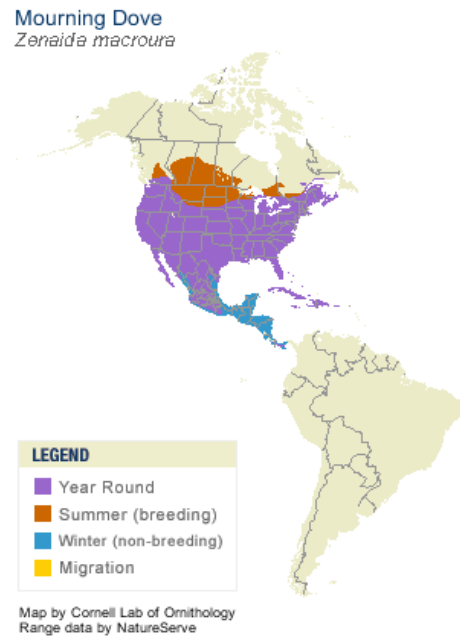 Mourning Dove
Zenaida macroura
LEGEND
Year Round
Summer (breeding)
Winter (non-breeding)
Migration
Map by Cornell Lab of Ornithology
Range data by NatureServe